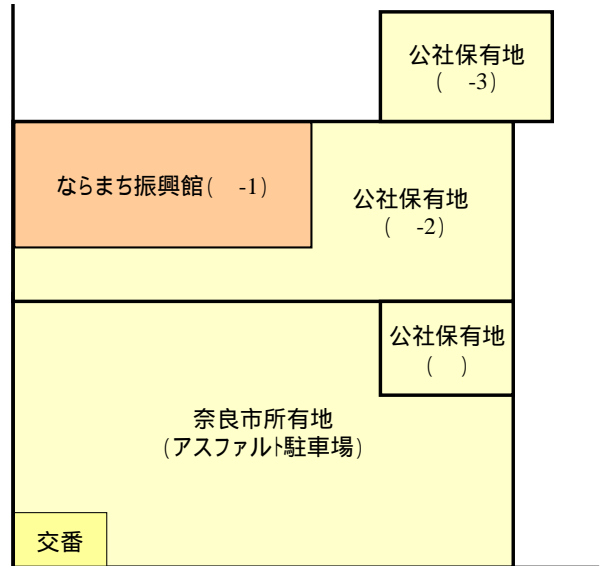 公社保有地
(　-3)
ならまち振興館(　-1)
公社保有地
(　-2)
公社保有地
(　)
奈良市所有地
(アスファルト駐車場)
交番